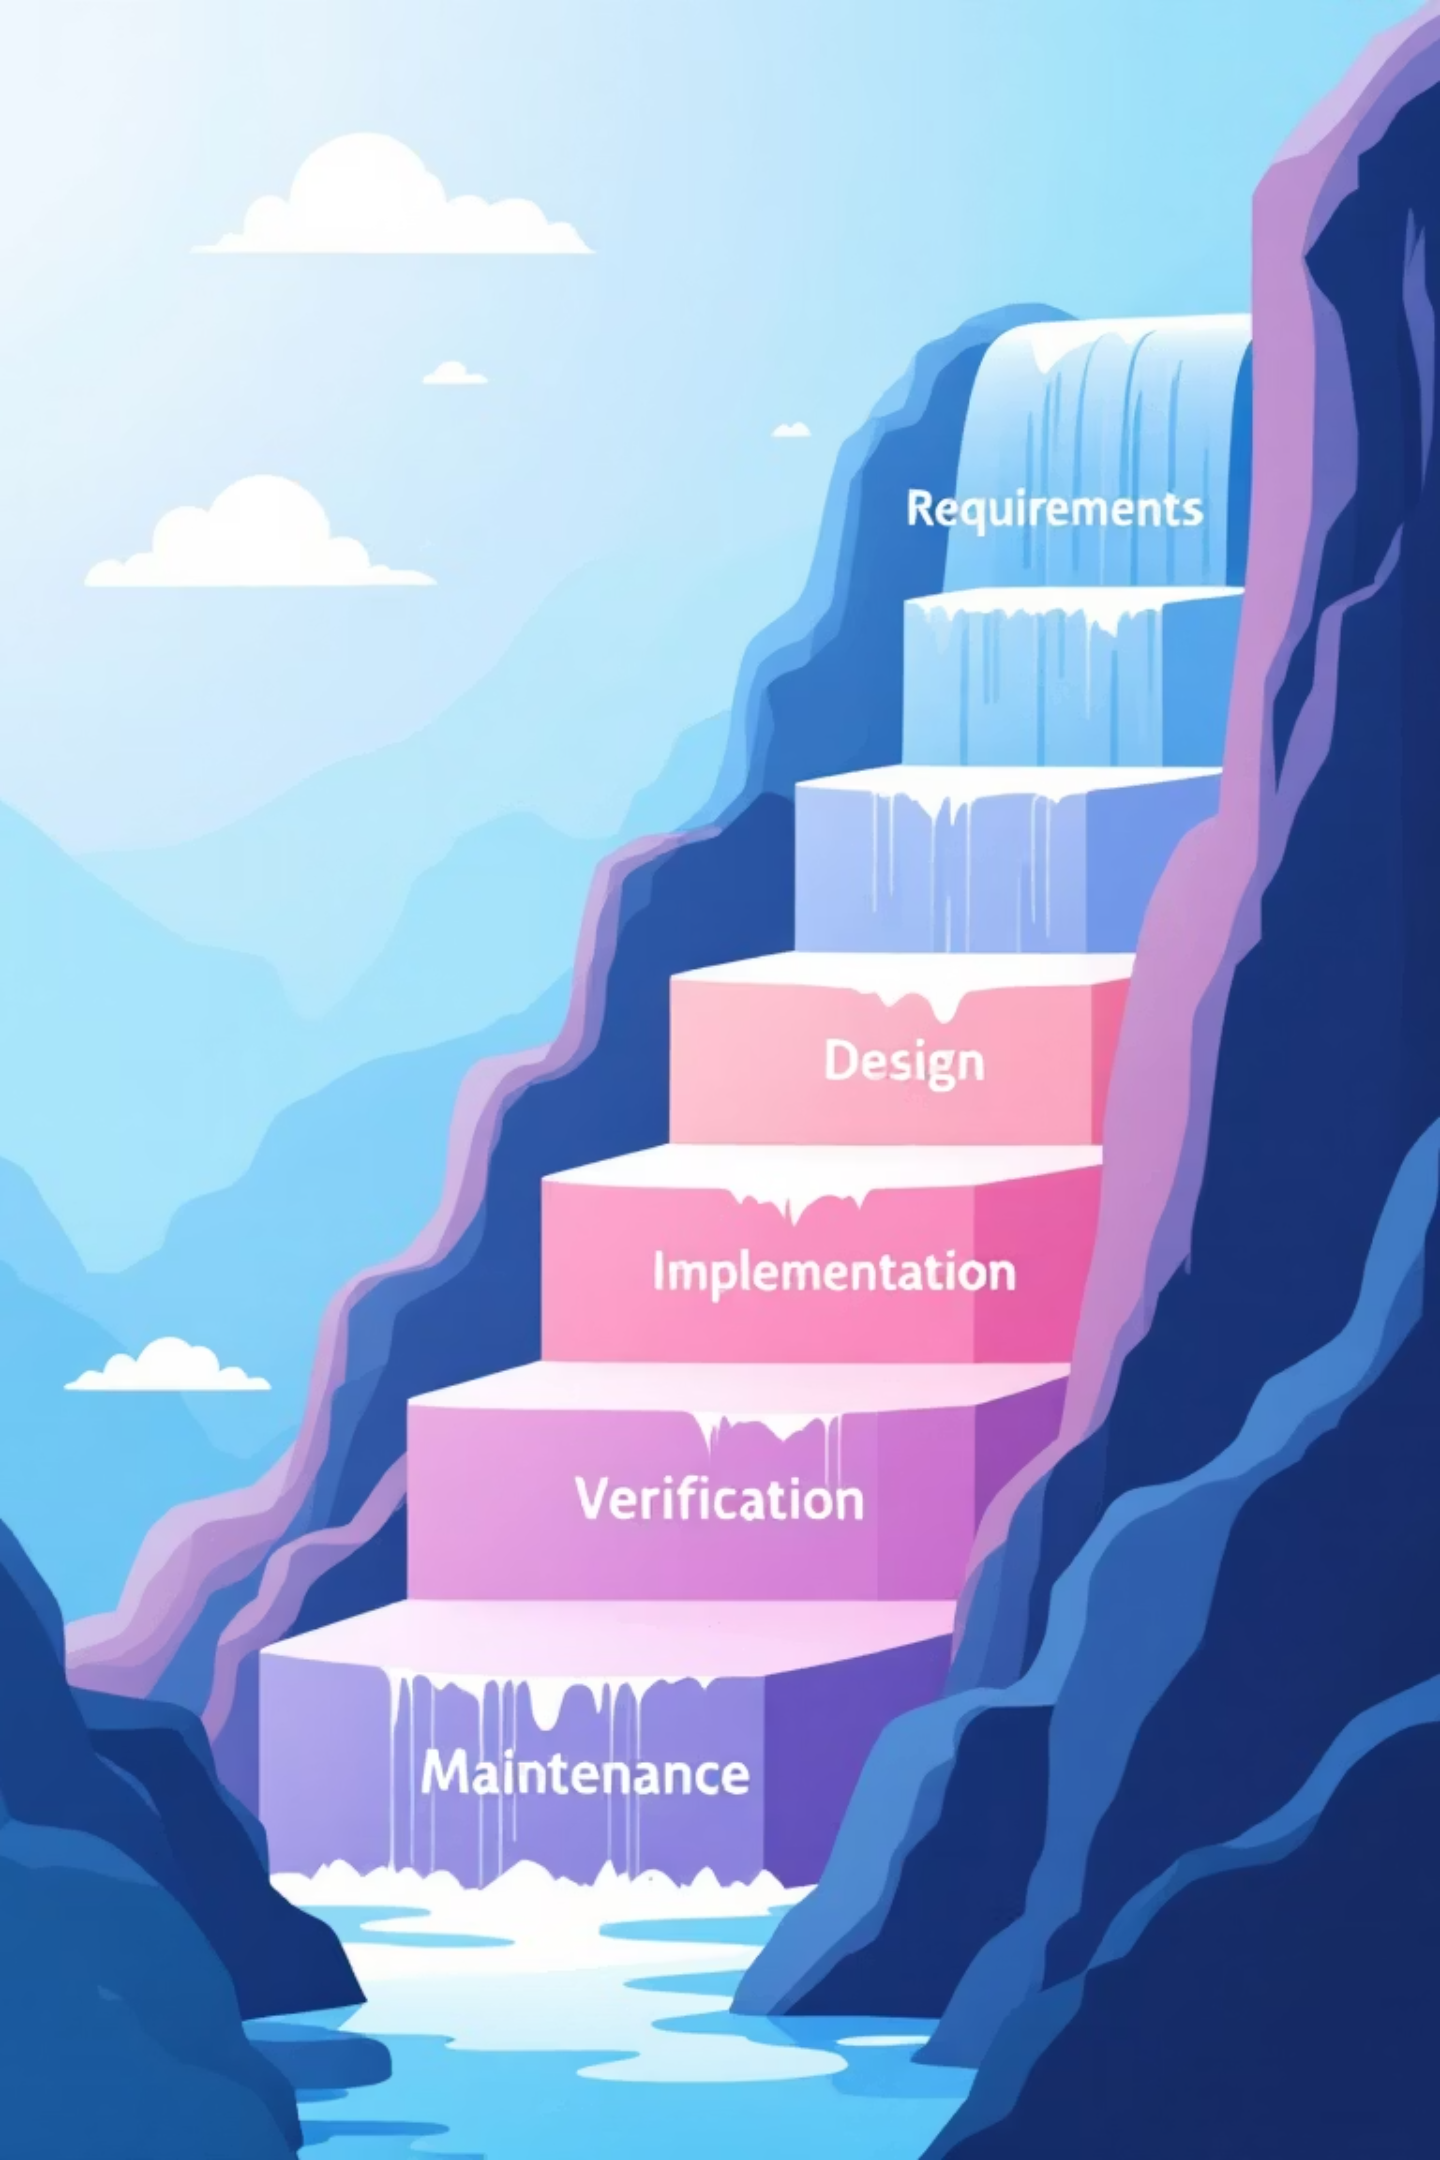 Requirements
Design
Implementation
Verification
Maintenance